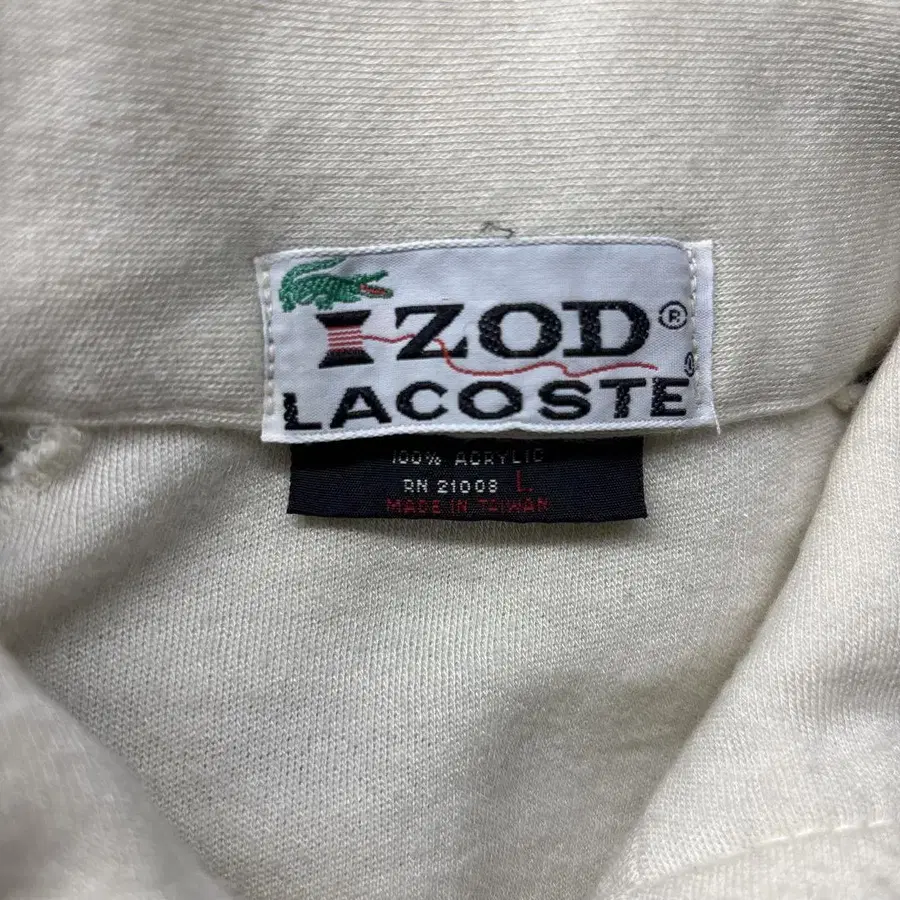 IZOD®
LACOSTE®
100% ACRYLIC
RN 21008 L.
MADE IN TAIWAN